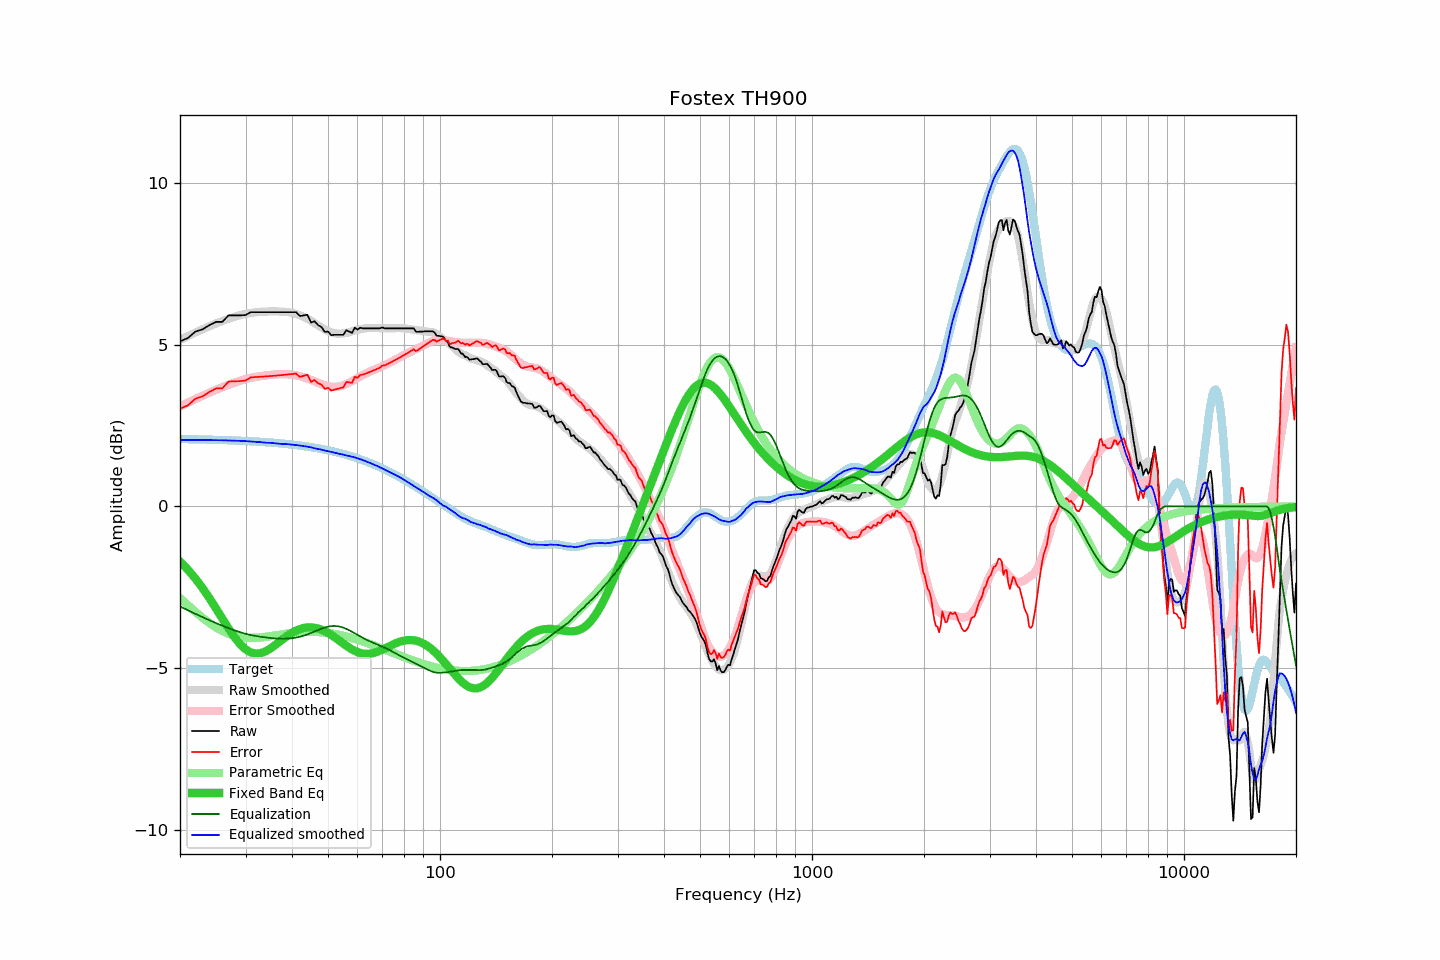 Fostex TH900
Amplitude (dBr)
10
5
0
−5
−10
Target
Raw Smoothed
Error Smoothed
Raw
Error
Parametric Eq
Fixed Band Eq
Equalization
Equalized smoothed
100
1000
10000
Frequency (Hz)